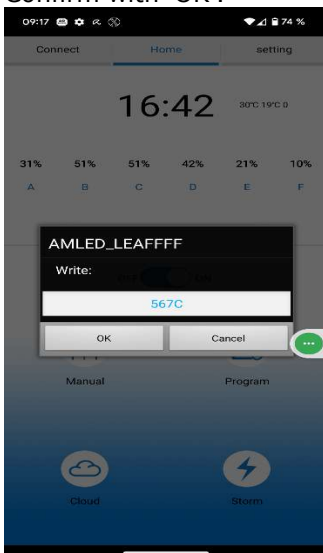 Confirm with 'OK'.
09:17 74 %
Connect Home setting
16:42 30°C 19°C 0
31% 51% 51% 42% 21% 10%
A B C D E F
AMLED_LEAFFFF
Write:
567C
OK Cancel
Manual Program
Cloud Storm